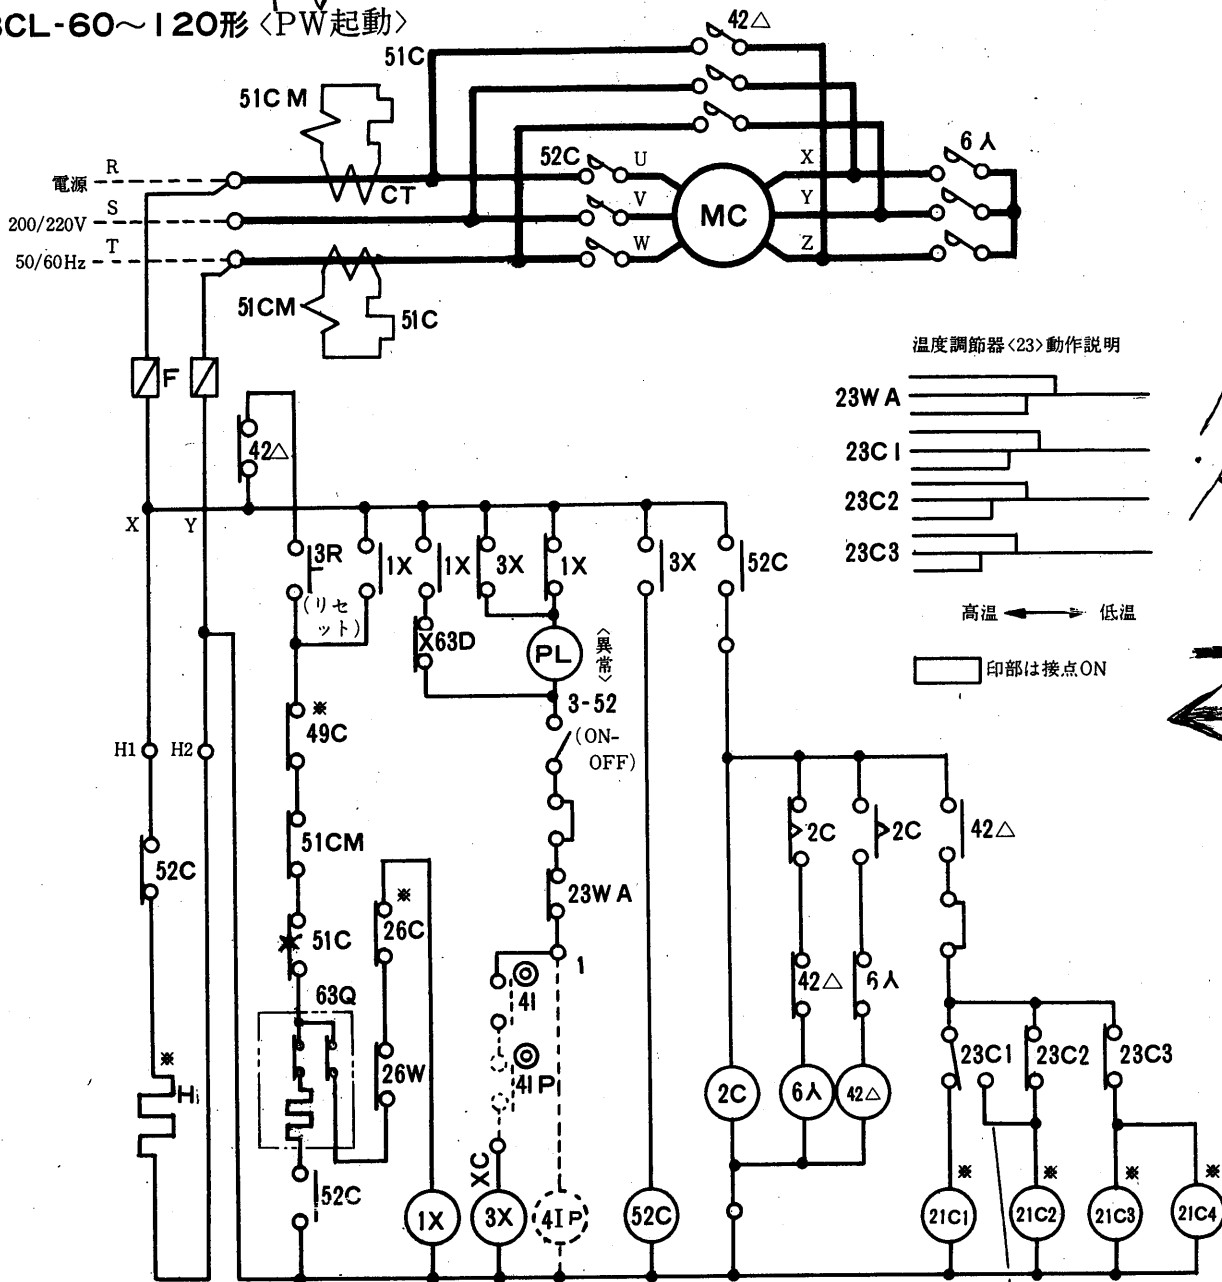 BCL-60～120形〈PW起動〉
42△
51C
51CM
6人
52C
U
X
R
電源
CT
S
V
MC
Y
200/220V
T
W
Z
50/60Hz
51CM
51C
温度調節器〈23〉動作説明
F
23WA
42△
23C1
23C2
X
Y
3R
1X
1X
3X
1X
3X
52C
23C3
(リセット)
高温
低温
X63D
PL
〈異常〉
印部は接点ON
※
49C
3-52
(ON-OFF)
H1
H2
51CM
2C
2C
42△
52C
※
26C
23WA
51C
1
63Q
41
42△
6人
23C1
23C2
23C3
※
H
26W
41P
2C
6人
42△
XC
52C
※
※
※
※
1X
3X
41P
52C
21C1
21C2
21C3
21C4